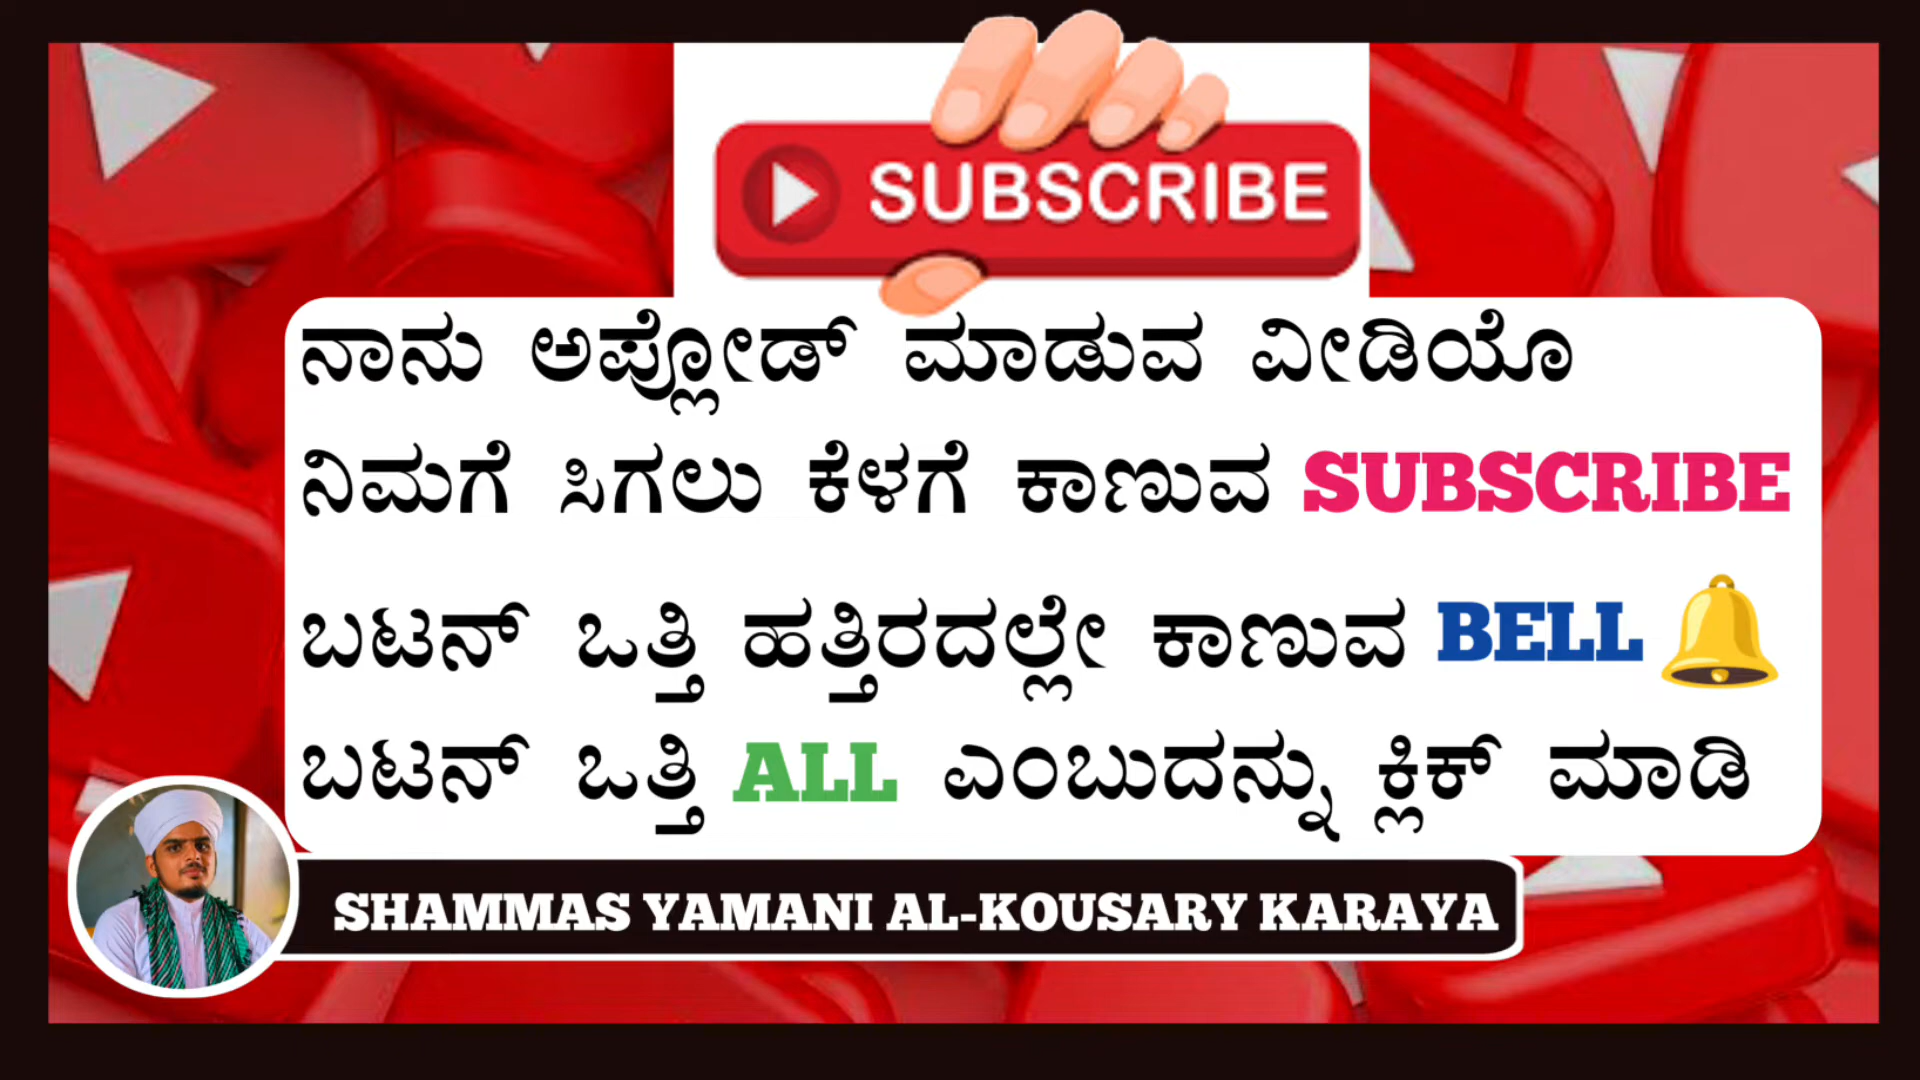 SUBSCRIBE
ನಾನು ಅಪ್ಲೋಡ್ ಮಾಡುವ ವೀಡಿಯೊ
ನಿಮಗೆ ಸಿಗಲು ಕೆಳಗೆ ಕಾಣುವ SUBSCRIBE
ಬಟನ್ ಒತ್ತಿ ಹತ್ತಿರದಲ್ಲೇ ಕಾಣುವ BELL
ಬಟನ್ ಒತ್ತಿ ALL ಎಂಬುದನ್ನು ಕ್ಲಿಕ್ ಮಾಡಿ
SHAMMAS YAMANI AL-KOUSARY KARAYA